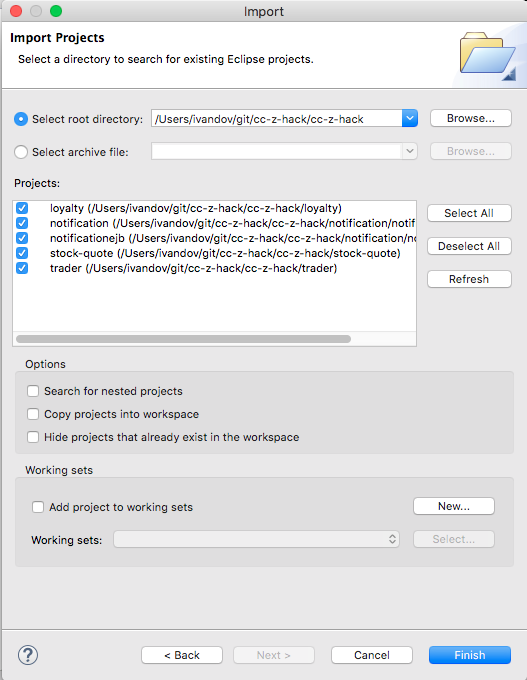 Import
Import Projects
Select a directory to search for existing Eclipse projects.
Select root directory: /Users/ivandov/git/cc-z-hack/cc-z-hack Browse...
Select archive file: Browse...
Projects:
loyalty (/Users/ivandov/git/cc-z-hack/cc-z-hack/loyalty)
notification (/Users/ivandov/git/cc-z-hack/cc-z-hack/notification/notif
notificationejb (/Users/ivandov/git/cc-z-hack/cc-z-hack/notification/no
stock-quote (/Users/ivandov/git/cc-z-hack/cc-z-hack/stock-quote)
trader (/Users/ivandov/git/cc-z-hack/cc-z-hack/trader)
Select All
Deselect All
Refresh
Options
Search for nested projects
Copy projects into workspace
Hide projects that already exist in the workspace
Working sets
Add project to working sets New...
Working sets: Select...
? < Back Next > Cancel Finish